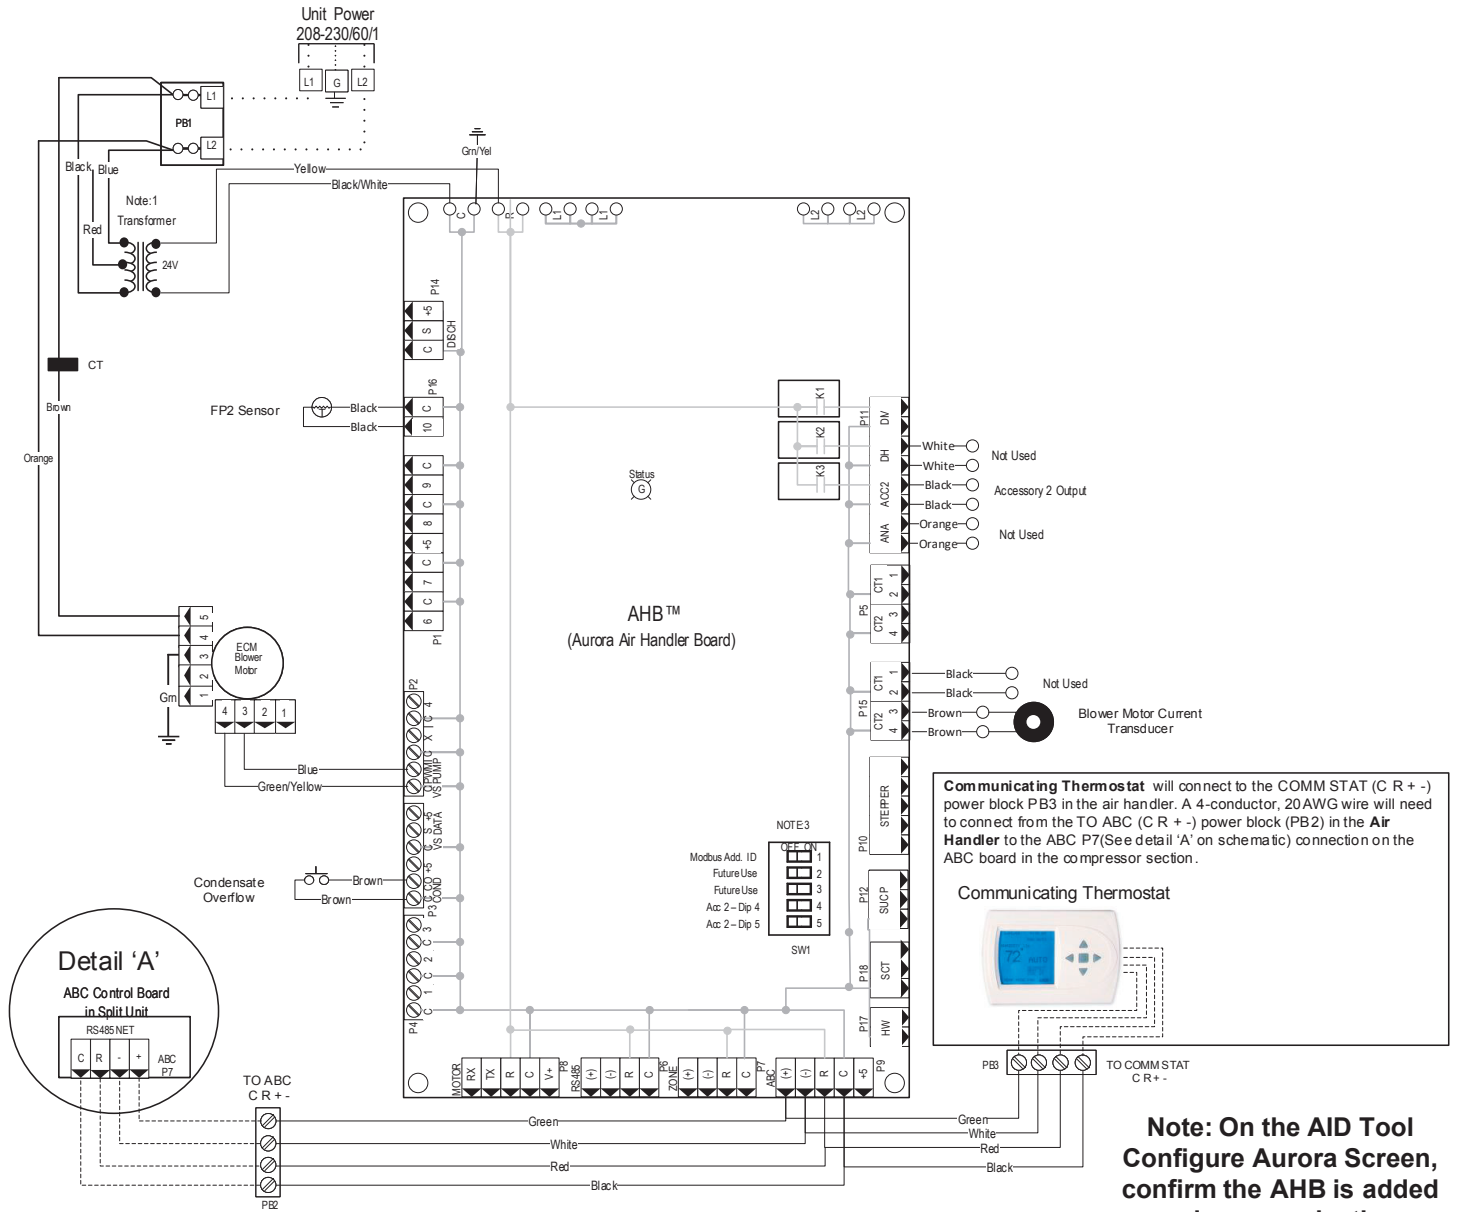 Unit Power
208-230/60/1
L1
G
L2
L1
PB1
L2
Grn/Yel
Yellow
Black/White
Black
Blue
Note:1
Transformer
Red
24V
CT
Brown
Orange
C
R
L1
L1
L2
L2
P14
+5
S
C
DISCH
P16
C
10
FP2 Sensor
Black
Black
C
9
C
8
+5
C
7
C
6
P1
Status
G
K1
K2
K3
P11
DIV
DH
ACC2
ANA
White
White
Not Used
Black
Black
Accessory 2 Output
Orange
Orange
Not Used
AHB™
(Aurora Air Handler Board)
P5
CT1
1
2
CT2
3
4
5
4
3
2
1
ECM
Blower
Motor
Grn
4
3
2
1
Blue
Green/Yellow
P2
4
C
X
C
PWMI
C
VS PUMP
P15
CT1
1
2
CT2
3
4
Black
Black
Not Used
Brown
Brown
Blower Motor Current
Transducer
+5
S
C
VS DATA
+5
CO
C
COND
P3
Condensate
Overflow
Brown
Brown
3
C
2
C
1
C
P4
STEPPER
P10
P12
SUCP
P18
SCT
P17
HW
NOTE:3
OFF ON
Modbus Add. ID
1
Future Use
2
Future Use
3
Acc 2 – Dip 4
4
Acc 2 – Dip 5
5
SW1
Communicating Thermostat will connect to the COMM STAT (C R + -)
power block PB3 in the air handler. A 4-conductor, 20AWG wire will need
to connect from the TO ABC (C R + -) power block (PB2) in the Air
Handler to the ABC P7(See detail ‘A’ on schematic) connection on the
ABC board in the compressor section.
Communicating Thermostat
72
PB3
TO COMM STAT
C R + -
Detail ‘A’
ABC Control Board
in Split Unit
RS485 NET
C
R
-
+
ABC
P7
TO ABC
C R + -
PB2
MOTOR
RX
TX
R
C
V+
P8
RS485
(+)
(-)
R
C
P6
ZONE
(+)
(-)
R
C
P7
ABC
(+)
(-)
R
C
+5
P9
Green
White
Red
Black
Green
White
Red
Black
Note: On the AID Tool
Configure Aurora Screen,
confirm the AHB is added